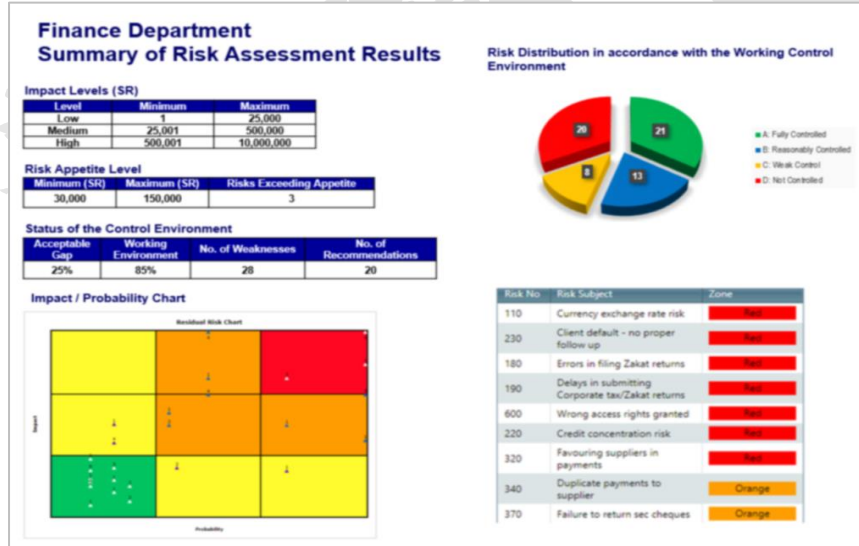 Finance Department
Summary of Risk Assessment Results
Impact Levels (SR)
Level Minimum Maximum
Low 1 25,000
Medium 25,001 500,000
High 500,001 10,000,000
Risk Appetite Level
Minimum (SR) Maximum (SR) Risks Exceeding Appetite
30,000 150,000 3
Status of the Control Environment
Acceptable Gap Working Environment No. of Weaknesses No. of Recommendations
25% 85% 28 20
Impact / Probability Chart
Residual Risk Chart
Impact
Probability
Risk Distribution in accordance with the Working Control
Environment
20
21
8
13
A: Fully Controlled
B: Reasonably Controlled
C: Weak Control
D: Not Controlled
Risk No Risk Subject Zone
110 Currency exchange rate risk Red
230 Client default - no proper
follow up Red
180 Errors in filing Zakat returns Red
190 Delays in submitting
Corporate tax/Zakat returns Red
600 Wrong access rights granted Red
220 Credit concentration risk Red
320 Favouring suppliers in
payments Red
340 Duplicate payments to
supplier Orange
370 Failure to return sec cheques Orange